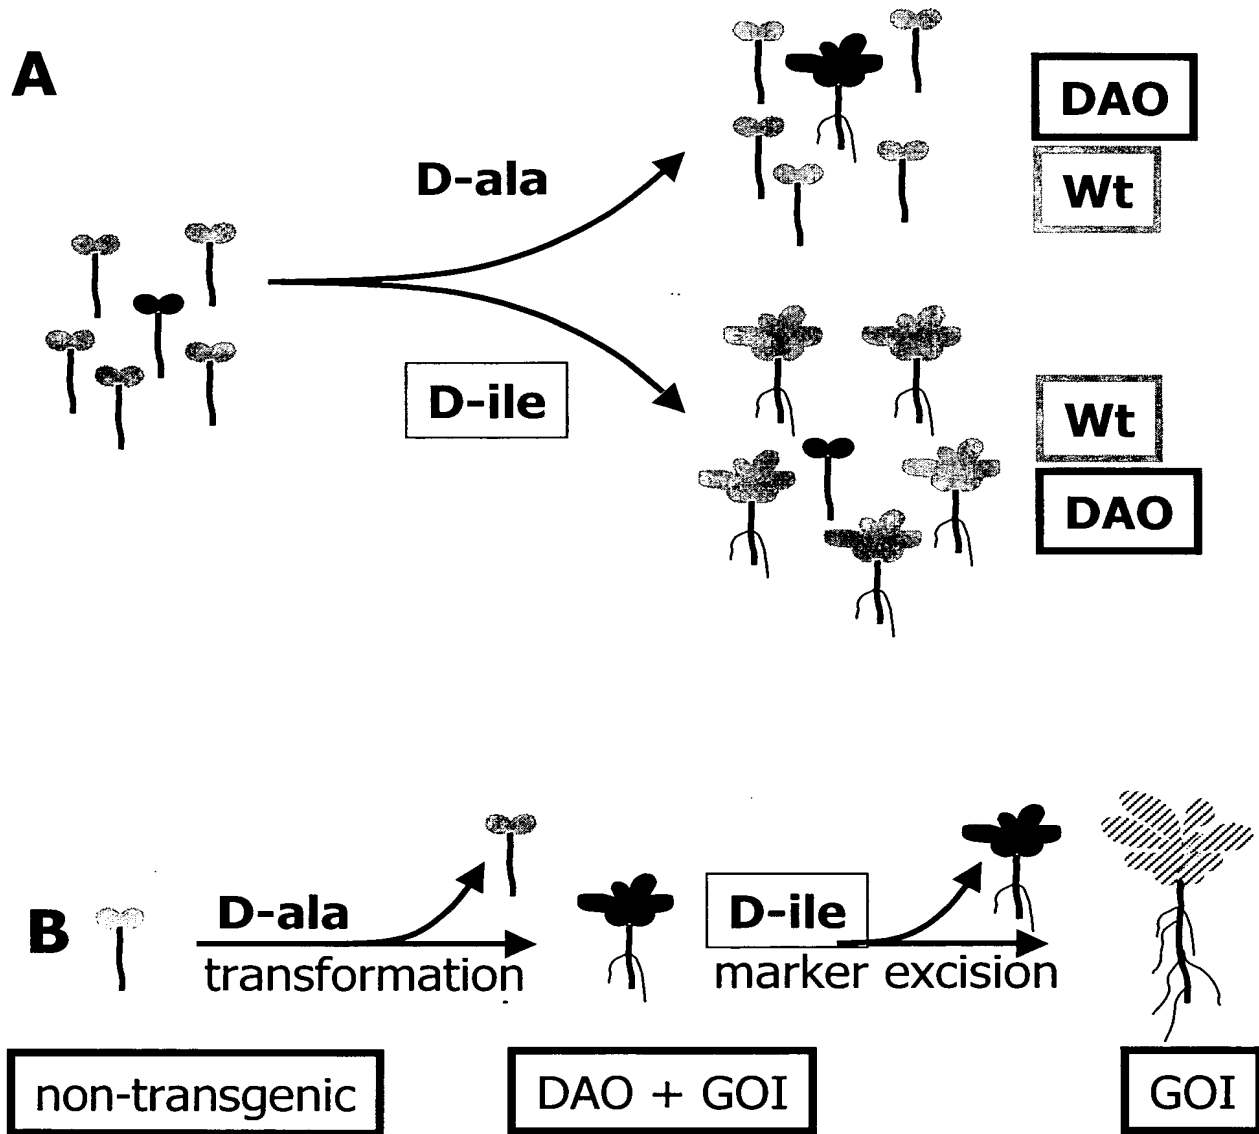 A
D-ala
D-ile
DAO
Wt
Wt
DAO
B
D-ala
transformation
D-ile
marker excision
non-transgenic
DAO + GOI
GOI